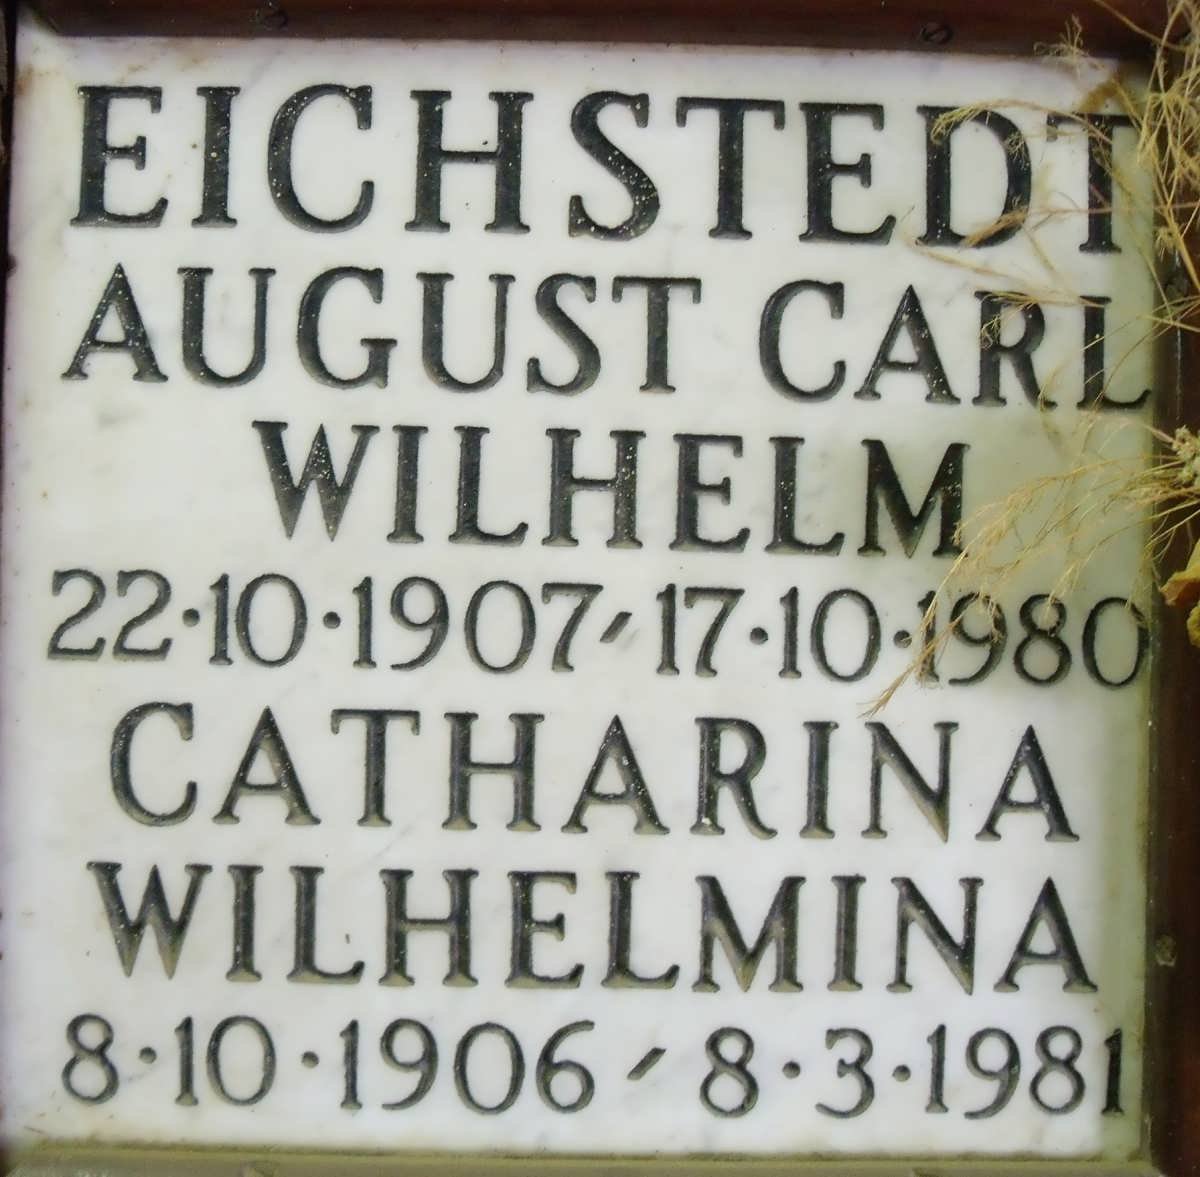 EICHSTEDT
AUGUST CARL
WILHELM
22·10·1907-17·10·1980
CATHARINA
WILHELMINA
8·10·1906-8·3·1981